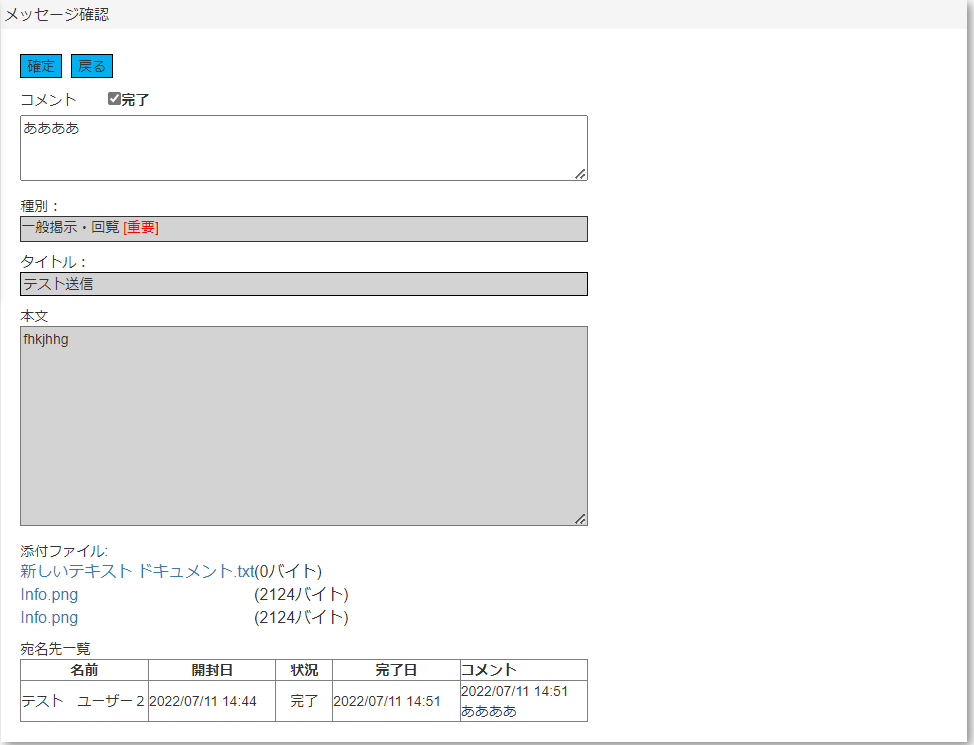 メッセージ確認
確定 戻る
コメント 完了
ああああ
種別：
一般掲示・回覧 [重要]
タイトル：
テスト送信
本文
fhkjhhg
添付ファイル:
新しいテキスト ドキュメント.txt(0バイト)
Info.png (2124バイト)
Info.png (2124バイト)
宛名先一覧
名前 開封日 状況 完了日 コメント
テスト　ユーザー２ 2022/07/11 14:44 完了 2022/07/11 14:51 2022/07/11 14:51
ああああ